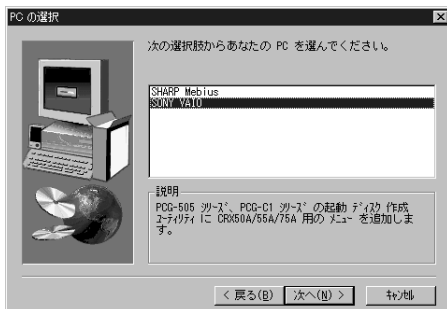 PC の選択
次の選択肢からあなたの PC を選んでください。
SHARP Mebius
SONY VAIO
説明
PCG-505 ｼﾘｰｽﾞ、PCG-C1 ｼﾘｰｽﾞ の起動 ﾃﾞｨｽｸ 作成
ﾕｰﾃｨﾘﾃｨ に CRX50A/55A/75A 用の ﾒﾆｭｰ を追加しま
す。
< 戻る(B)
次へ(N) >
ｷｬﾝｾﾙ